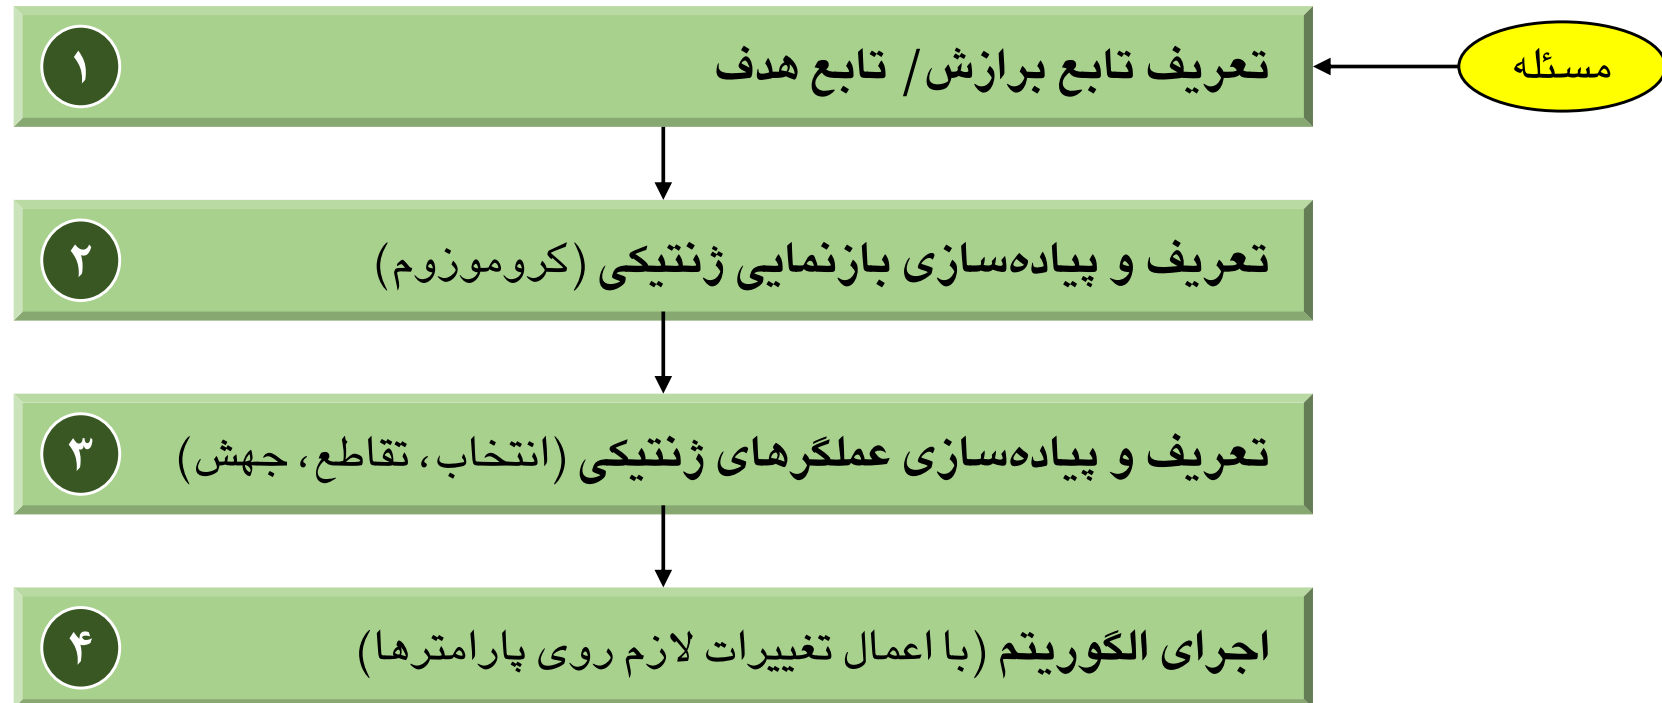 مسئله
تعریف تابع برازش/ تابع هدف
۱
تعریف و پیاده‌سازی بازنمایی ژنتیکی (کروموزوم)
۲
تعریف و پیاده‌سازی عملگرهای ژنتیکی (انتخاب، تقاطع، جهش)
۳
اجرای الگوریتم (با اعمال تغییرات لازم روی پارامترها)
۴